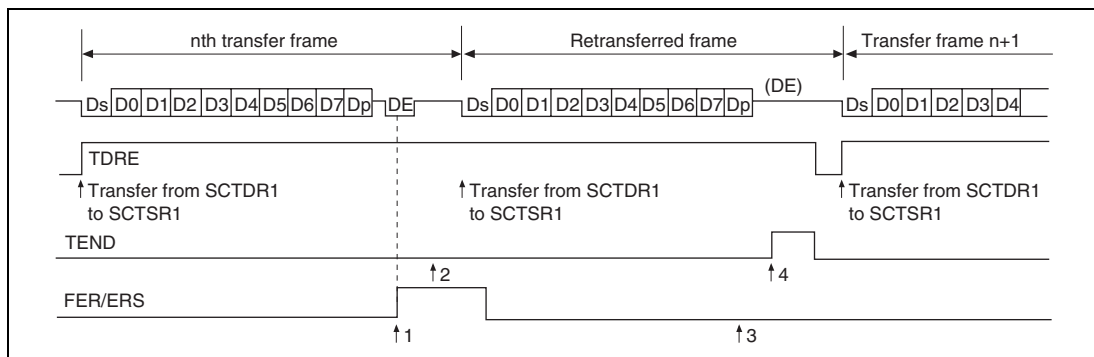 nth transfer frame
Retransferred frame
Transfer frame n+1
Ds D0 D1 D2 D3 D4 D5 D6 D7 Dp DE
Ds D0 D1 D2 D3 D4 D5 D6 D7 Dp
(DE)
Ds D0 D1 D2 D3 D4
TDRE
Transfer from SCTDR1
to SCTSR1
Transfer from SCTDR1
to SCTSR1
Transfer from SCTDR1
to SCTSR1
TEND
2
4
FER/ERS
1
3